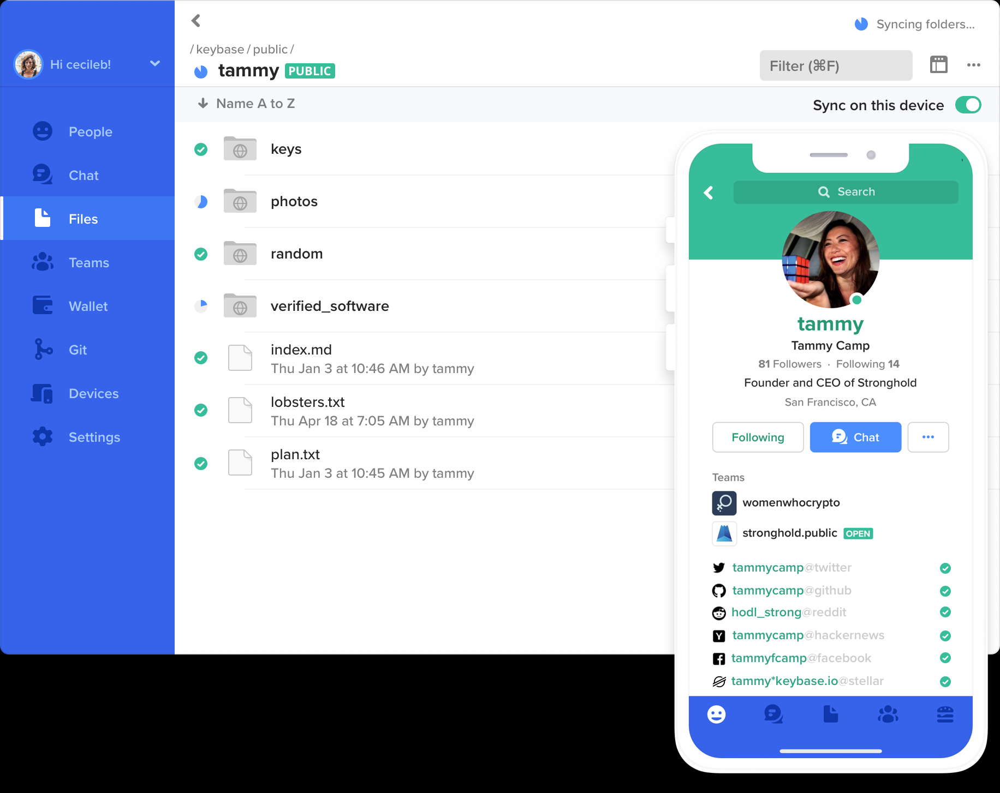 Syncing folders...
/keybase/public/
tammy PUBLIC
Filter (⌘F)
Hi cecileb!
Name A to Z
Sync on this device
People
Chat
Files
Teams
Wallet
Git
Devices
Settings
keys
photos
random
verified_software
index.md
Thu Jan 3 at 10:46 AM by tammy
lobsters.txt
Thu Apr 18 at 7:05 AM by tammy
plan.txt
Thu Jan 3 at 10:45 AM by tammy
Search
tammy
Tammy Camp
81 Followers · Following 14
Founder and CEO of Stronghold
San Francisco, CA
Following
Chat
Teams
womenwhocrypto
stronghold.public OPEN
tammycamp@twitter
tammycamp@github
hodl_strong@reddit
tammycamp@hackernews
tammyfcamp@facebook
tammy*keybase.io@stellar